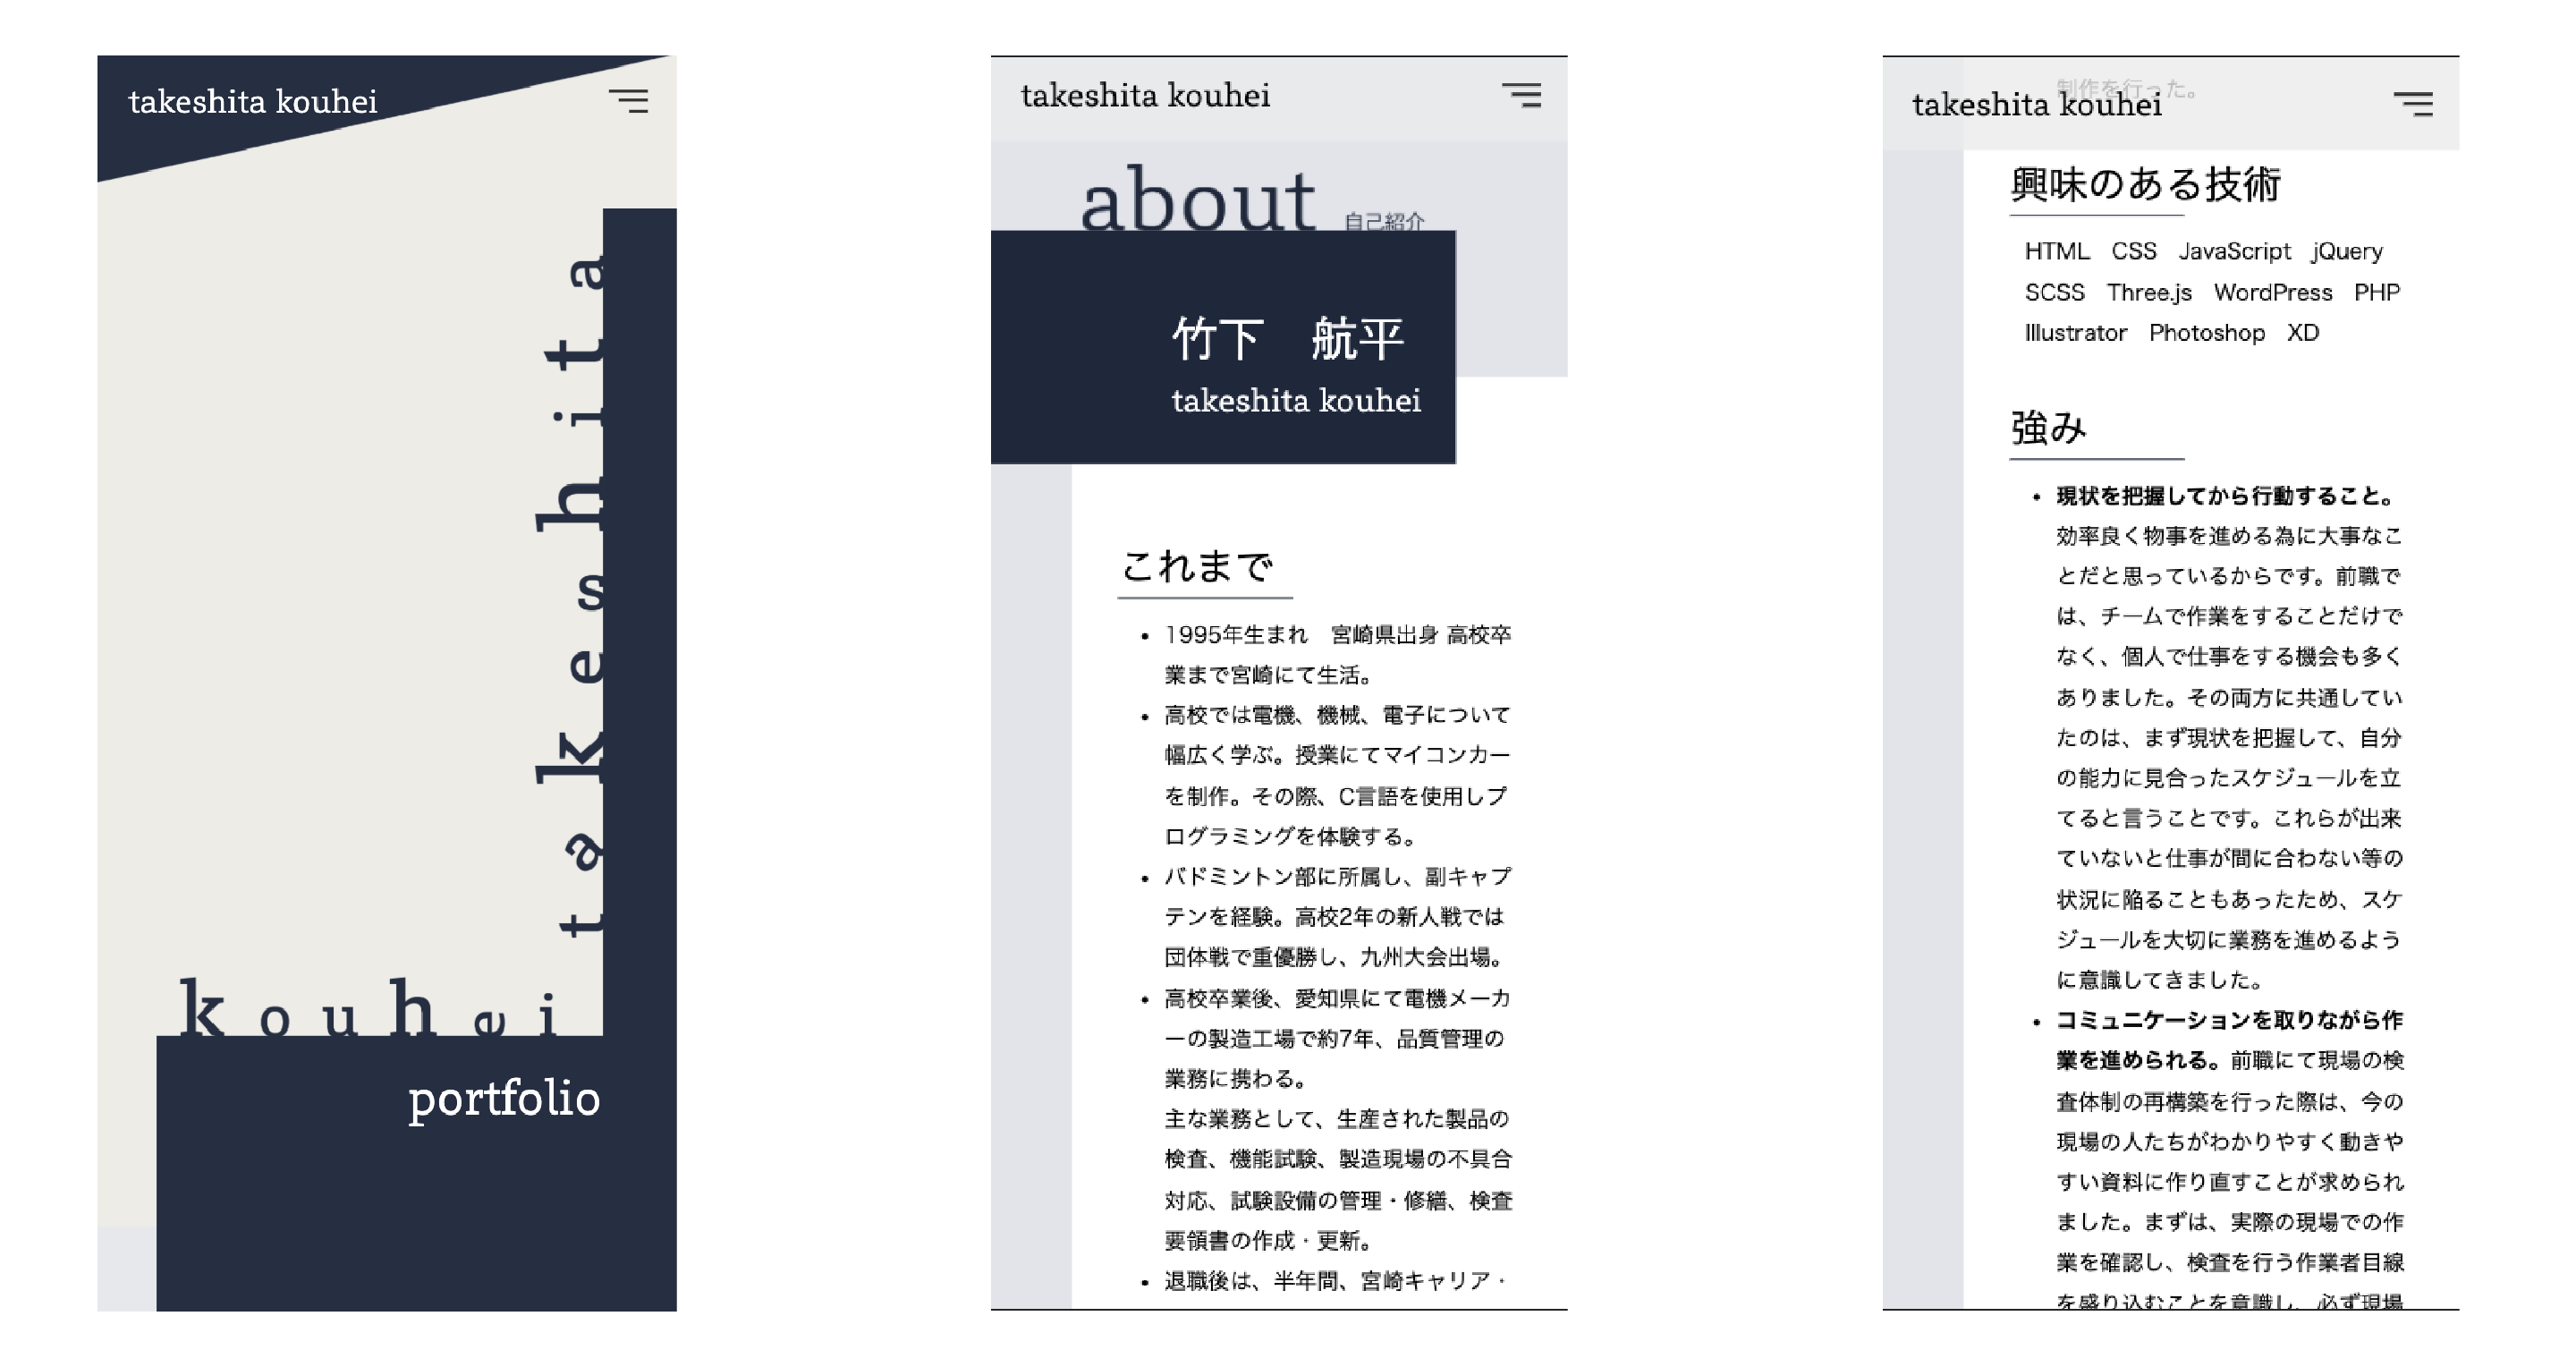 takeshita kouhei
takeshita
kouhei
portfolio
takeshita kouhei
about 自己紹介
竹下 航平
takeshita kouhei
これまで
• 1995年生まれ 宮崎県出身 高校卒
業まで宮崎にて生活。
• 高校では電機、機械、電子について
幅広く学ぶ。授業にてマイコンカー
を制作。その際、C言語を使用しプ
ログラミングを体験する。
• バドミントン部に所属し、副キャプ
テンを経験。高校2年の新人戦では
団体戦で重優勝し、九州大会出場。
• 高校卒業後、愛知県にて電機メーカ
ーの製造工場で約7年、品質管理の
業務に携わる。
主な業務として、生産された製品の
検査、機能試験、製造現場の不具合
対応、試験設備の管理・修繕、検査
要領書の作成・更新。
• 退職後は、半年間、宮崎キャリア・
制作を行った。
takeshita kouhei
興味のある技術
HTML CSS JavaScript jQuery
SCSS Three.js WordPress PHP
Illustrator Photoshop XD
強み
• 現状を把握してから行動すること。
効率良く物事を進める為に大事なこ
とだと思っているからです。前職で
は、チームで作業をすることだけで
なく、個人で仕事をする機会も多く
ありました。その両方に共通してい
たのは、まず現状を把握して、自分
の能力に見合ったスケジュールを立
てると言うことです。これらが出来
ていないと仕事が間に合わない等の
状況に陥ることもあったため、スケ
ジュールを大切に業務を進めるよう
に意識してきました。
• コミュニケーションを取りながら作
業を進められる。前職にて現場の検
査体制の再構築を行った際は、今の
現場の人たちがわかりやすく動きや
すい資料に作り直すことが求められ
ました。まずは、実際の現場での作
業を確認し、検査を行う作業者目線
を盛り込むことを意識し、必ず現場